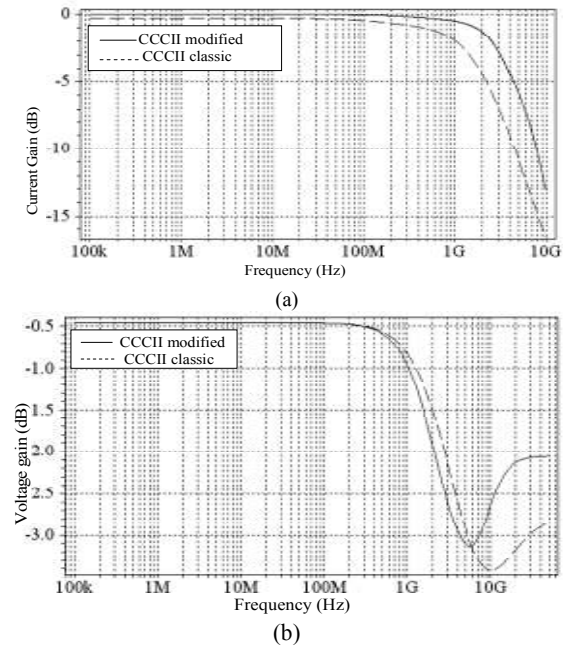 0
CCCII modified
CCCII classic
-5
-10
-15
Current Gain (dB)
100k 1M 10M 100M 1G 10G
Frequency (Hz)
(a)
-0.5
CCCII modified
CCCII classic
-1.0
-1.5
2.0
2.5
-3.0
Voltage gain (dB)
100k 1M 10M 100M 1G 10G
Frequency (Hz)
(b)